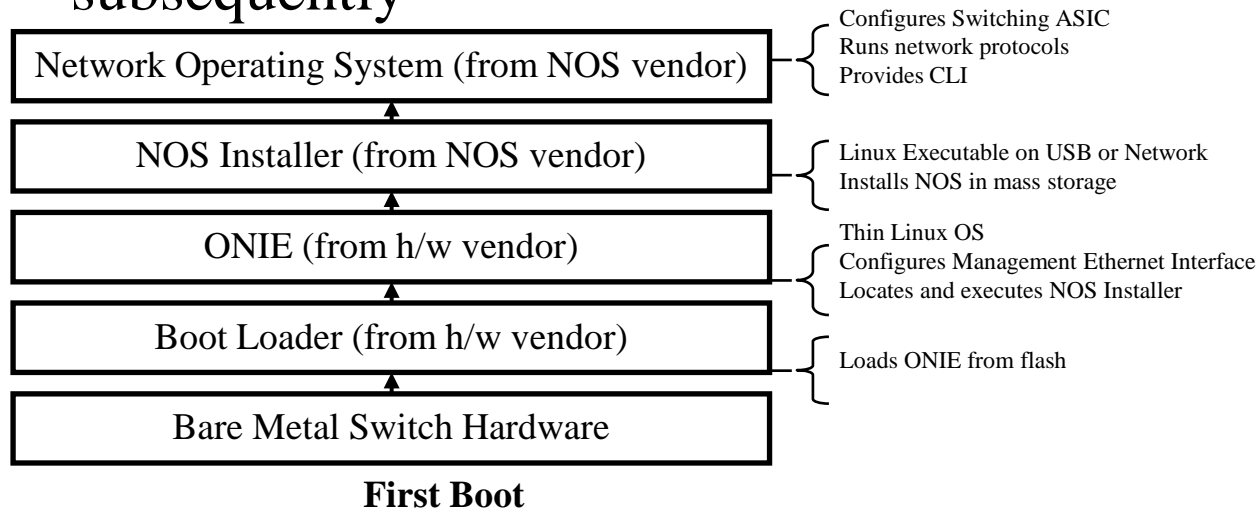 subsequently
Network Operating System (from NOS vendor)
Configures Switching ASIC
Runs network protocols
Provides CLI
NOS Installer (from NOS vendor)
Linux Executable on USB or Network
Installs NOS in mass storage
ONIE (from h/w vendor)
Thin Linux OS
Configures Management Ethernet Interface
Locates and executes NOS Installer
Boot Loader (from h/w vendor)
Loads ONIE from flash
Bare Metal Switch Hardware
First Boot